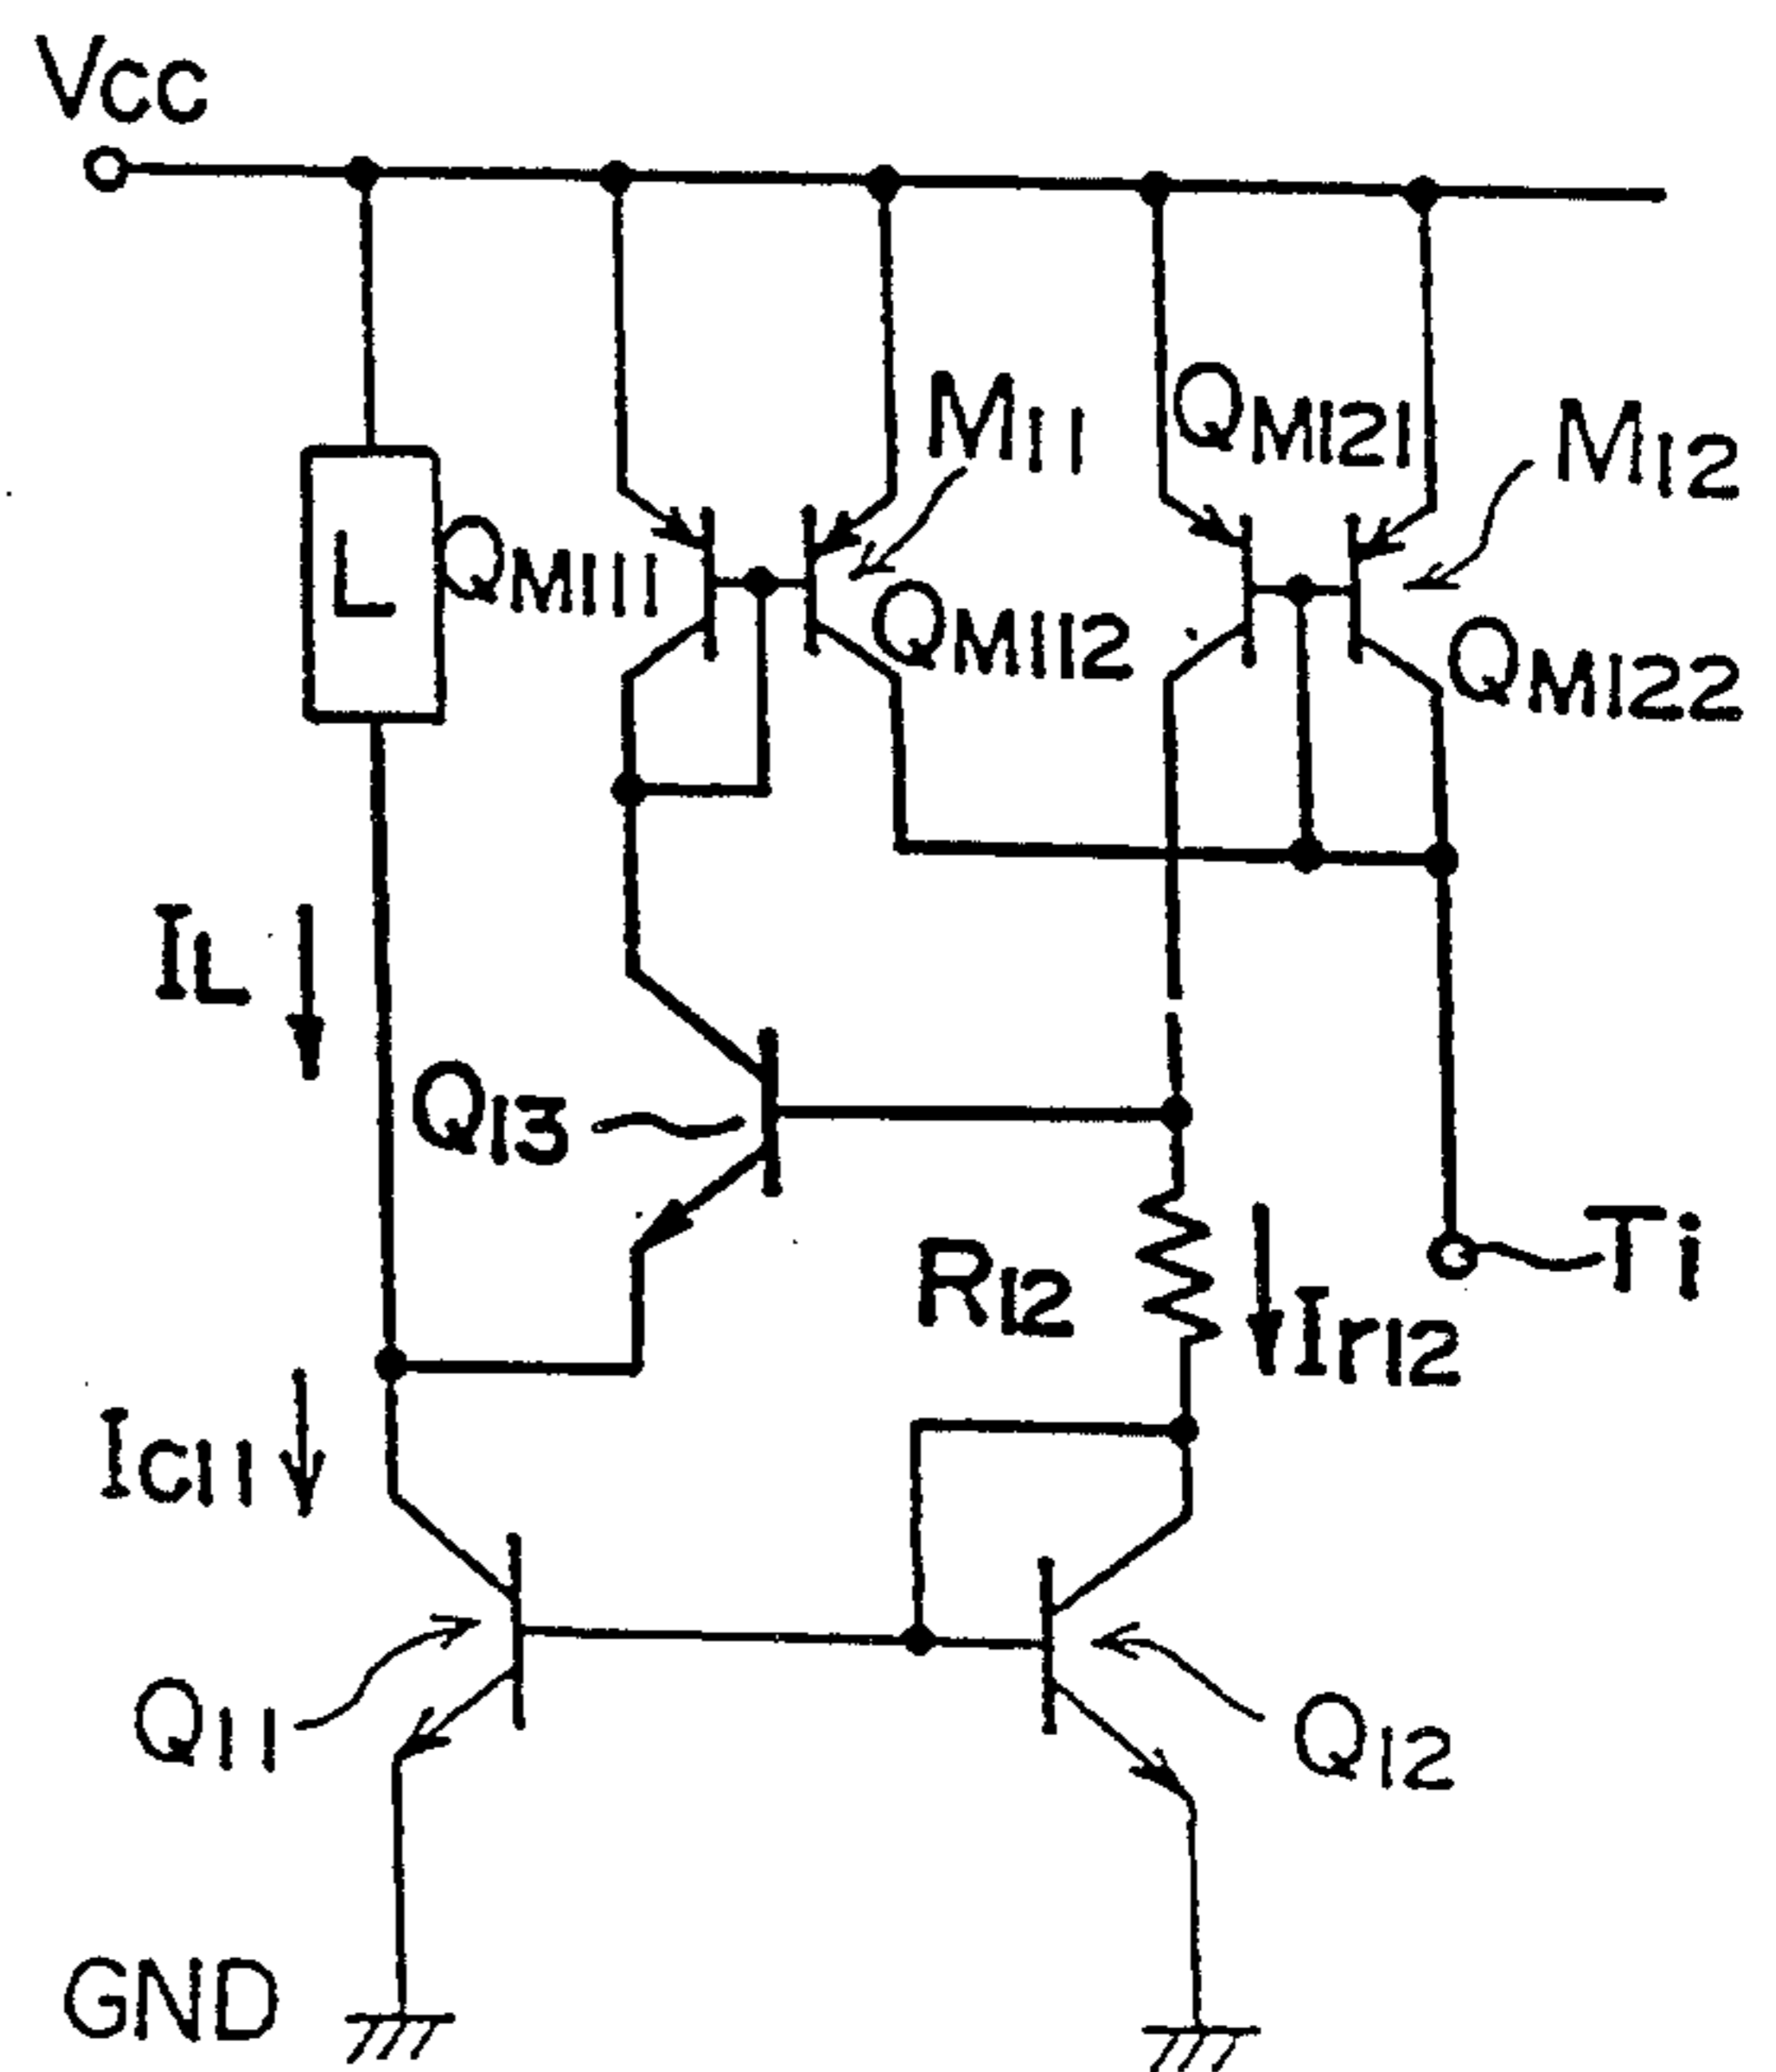 Vcc
M11
QM121
M12
L
QM111
QM112
QM122
IL
Q13
R12
Ir12
Ti
Ic11
Q11
Q12
GND